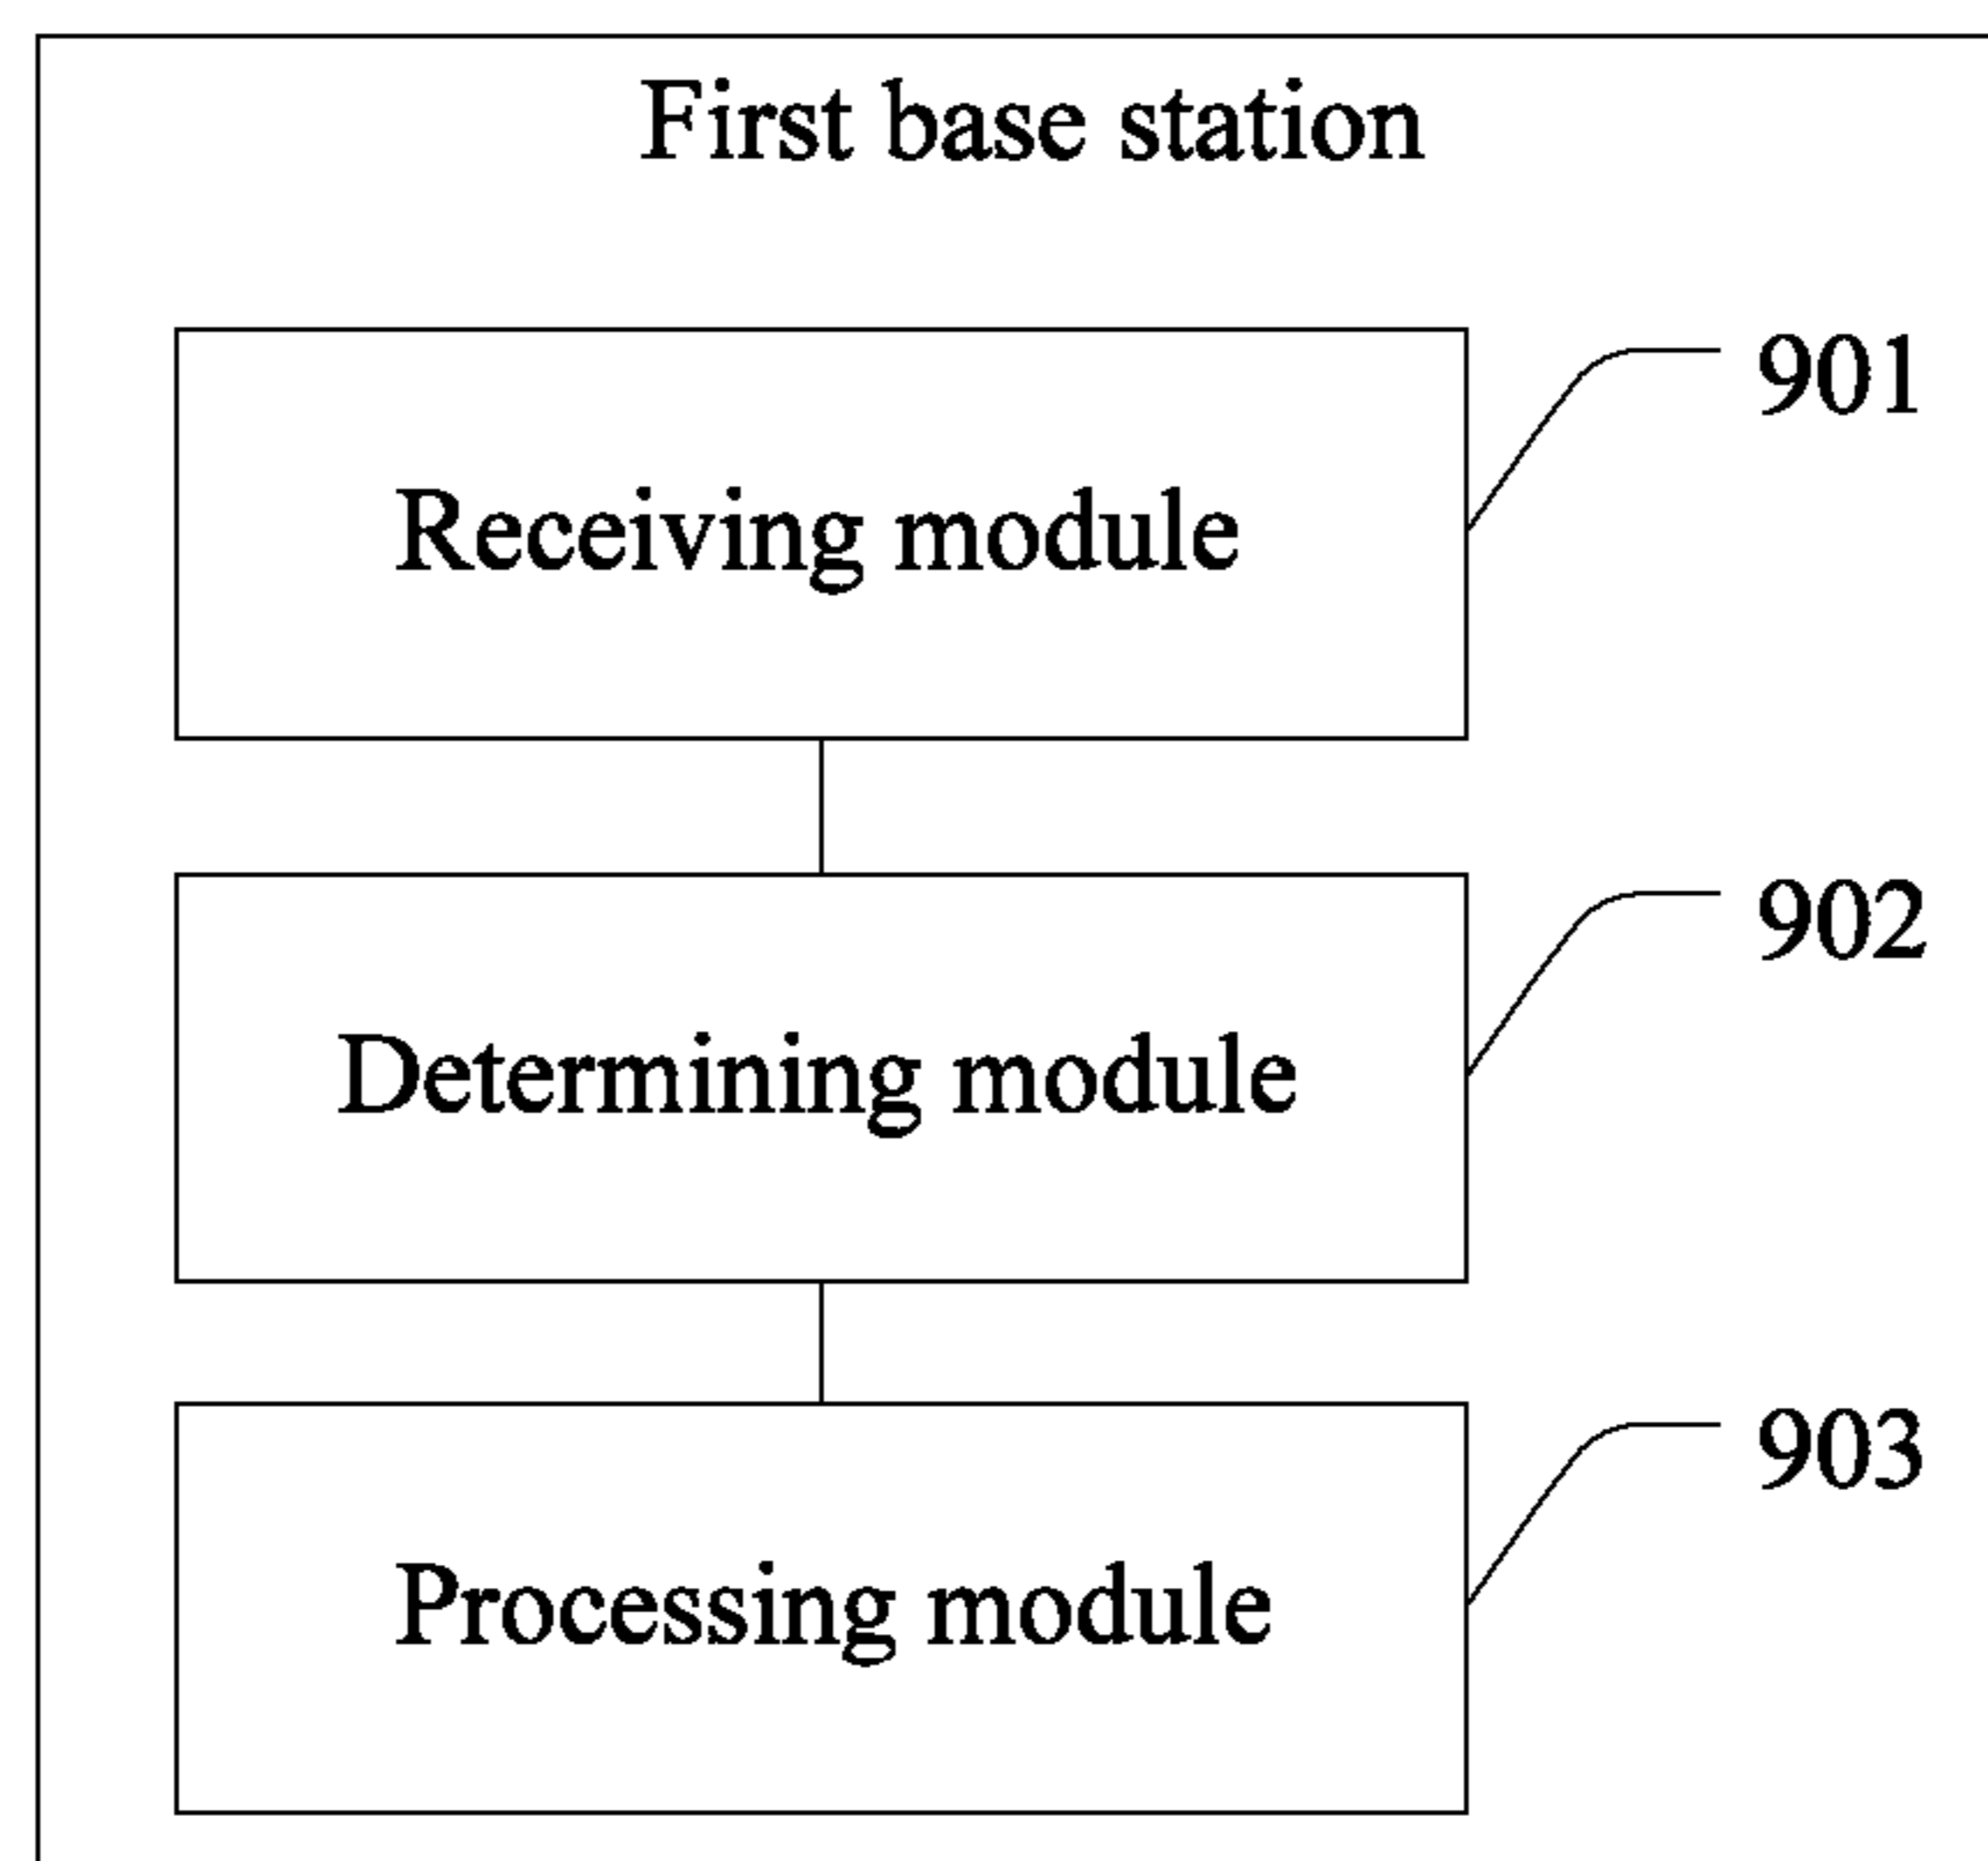 First base station
Receiving module
901
Determining module
902
Processing module
903